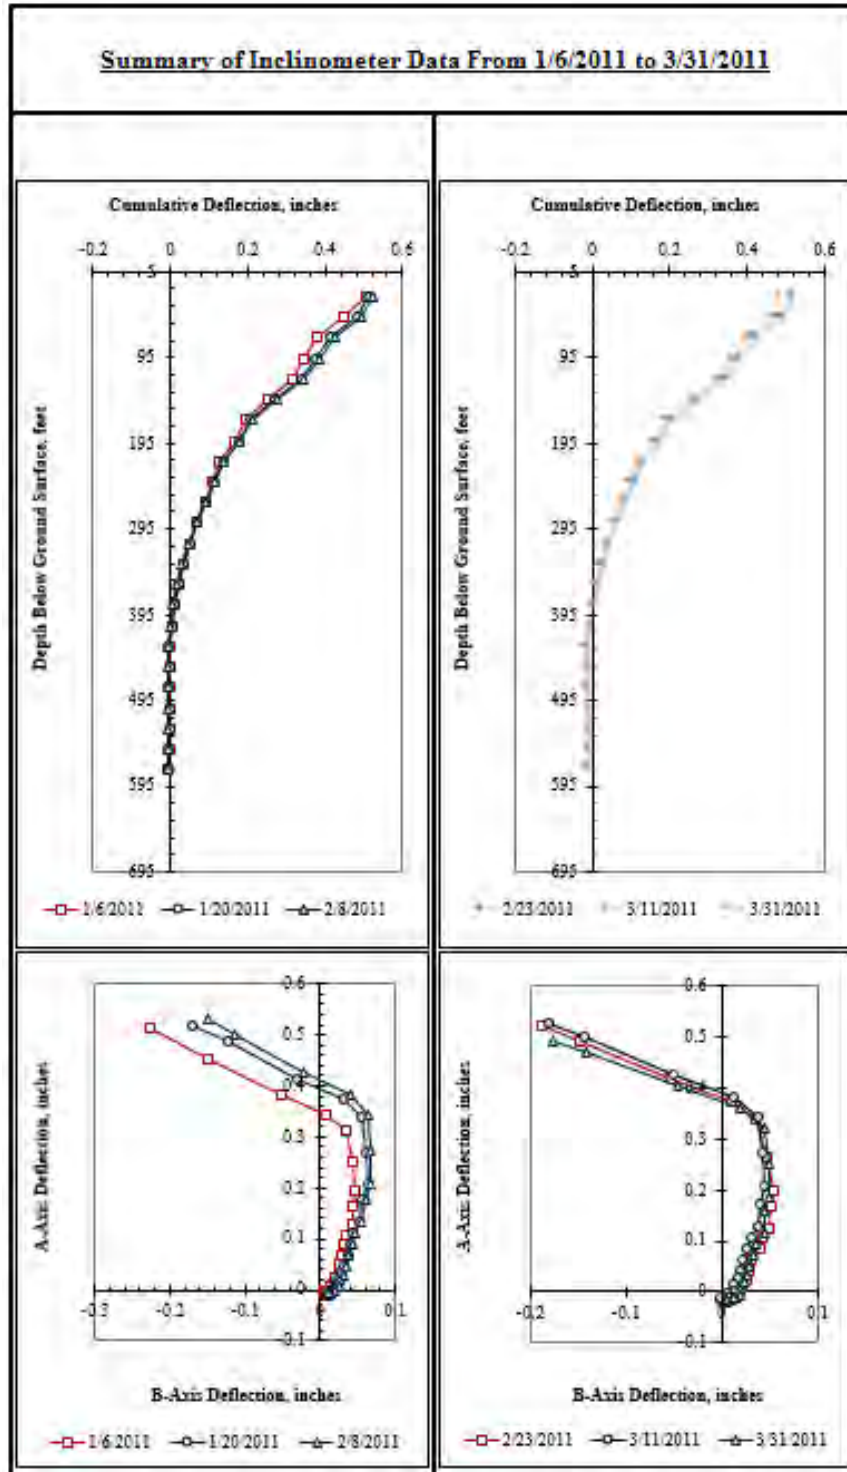 Summary of Inclinometer Data From 1/6/2011 to 3/31/2011
Cumulative Deflection, inches
-0.2 0 0.2 0.4 0.6
Depth Below Ground Surface, feet
5
95
195
295
395
495
595
695
1/6/2011 1/20/2011 2/8/2011
Cumulative Deflection, inches
-0.2 0 0.2 0.4 0.6
Depth Below Ground Surface, feet
5
95
195
295
395
495
595
695
2/23/2011 3/11/2011 3/31/2011
A-Axis Deflection, inches
0.6
0.5
0.4
0.3
0.2
0.1
0
-0.1
-0.3 -0.2 -0.1 0 0.1
B-Axis Deflection, inches
1/6/2011 1/20/2011 2/8/2011
A-Axis Deflection, inches
0.6
0.5
0.4
0.3
0.2
0.1
0
-0.1
-0.2 -0.1 0 0.1
B-Axis Deflection, inches
2/23/2011 3/11/2011 3/31/2011